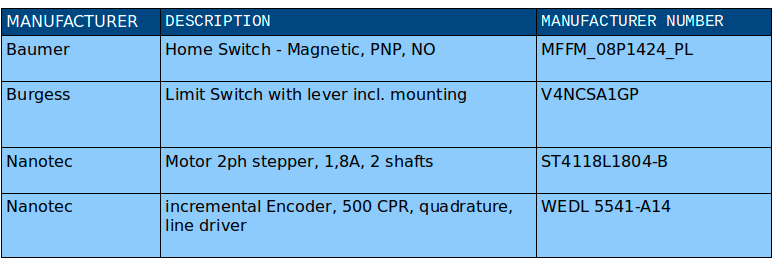 MANUFACTURER DESCRIPTION MANUFACTURER NUMBER
Baumer Home Switch - Magnetic, PNP, NO MFFM_08P1424_PL
Burgess Limit Switch with lever incl. mounting V4NCSA1GP
Nanotec Motor 2ph stepper, 1,8A, 2 shafts ST4118L1804-B
Nanotec incremental Encoder, 500 CPR, quadrature, WEDL 5541-A14
line driver